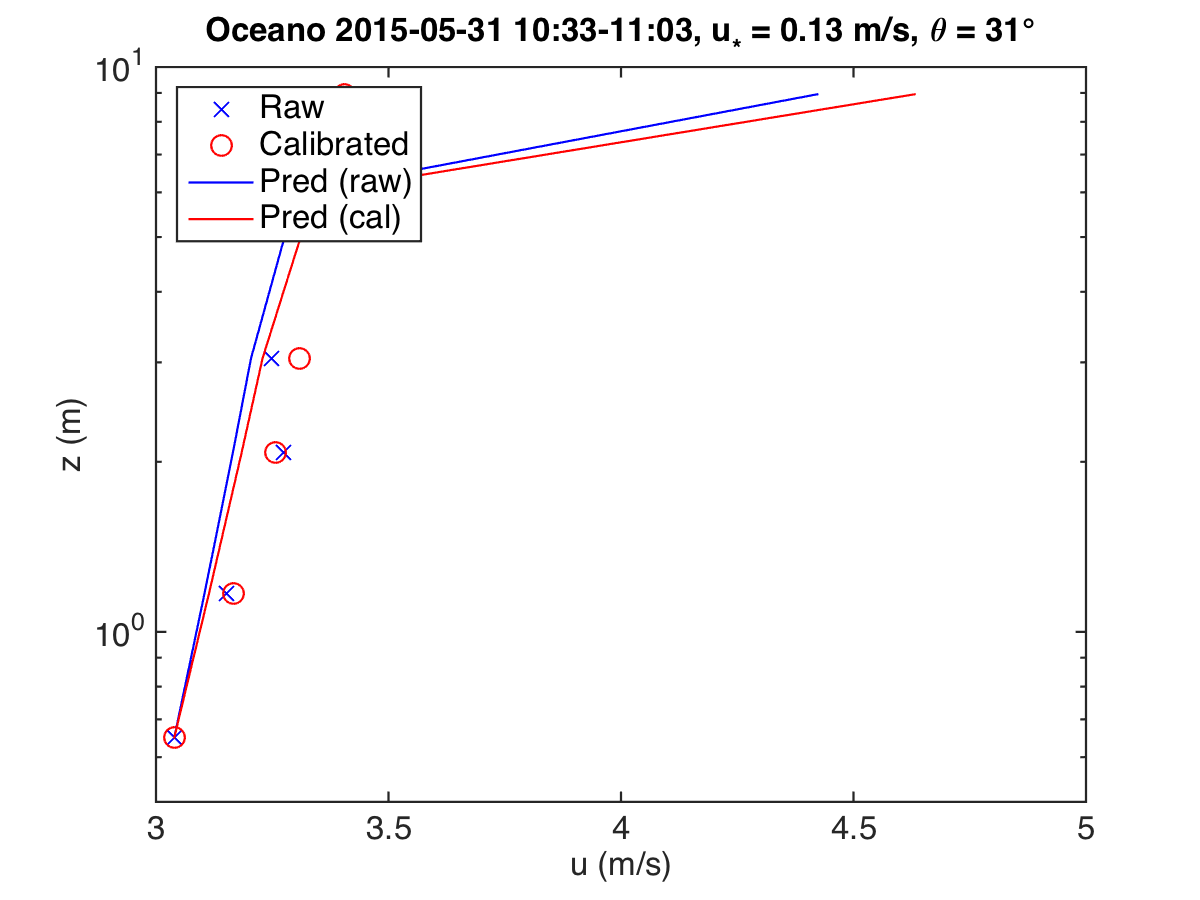 Oceano 2015-05-31 10:33-11:03, u* = 0.13 m/s, θ = 31°
10^1
Raw
Calibrated
Pred (raw)
Pred (cal)
z (m)
10^0
3 3.5 4 4.5 5
u (m/s)